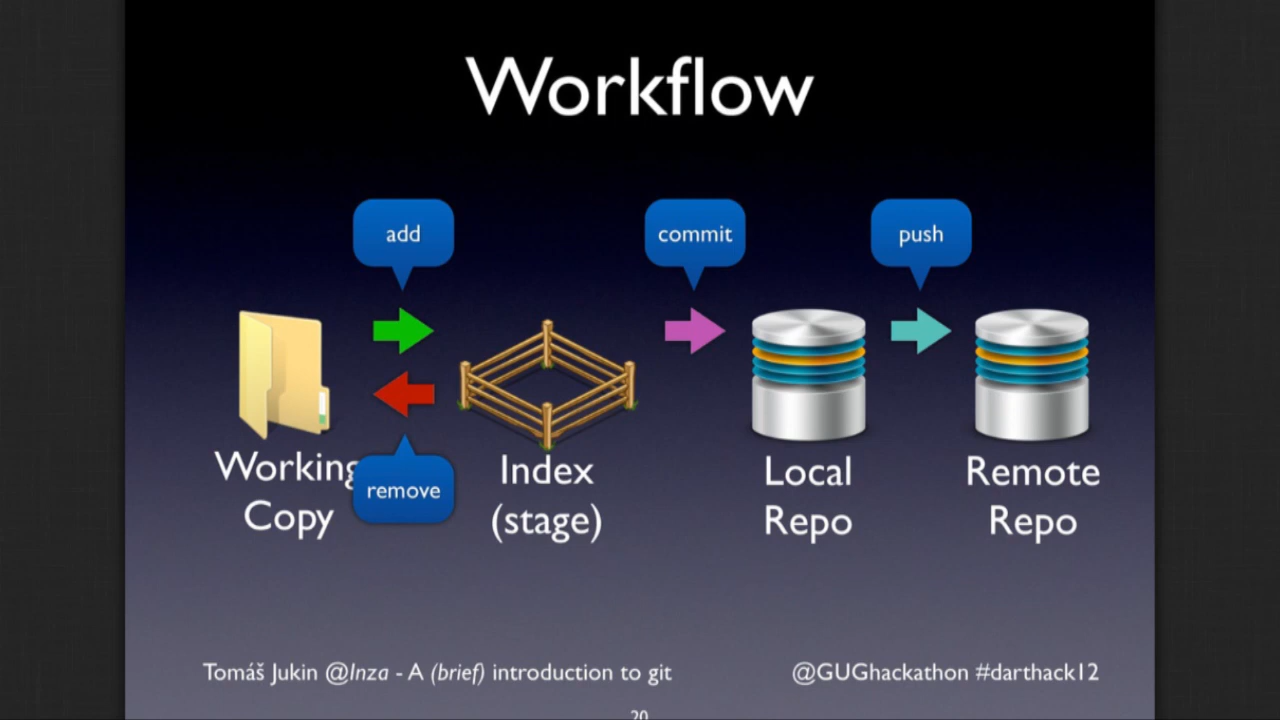 Workflow
add
commit
push
Working
Copy
remove
Index
(stage)
Local
Repo
Remote
Repo
Tomáš Jukin @Inza - A (brief) introduction to git
@GUGhackathon #darthack12
20